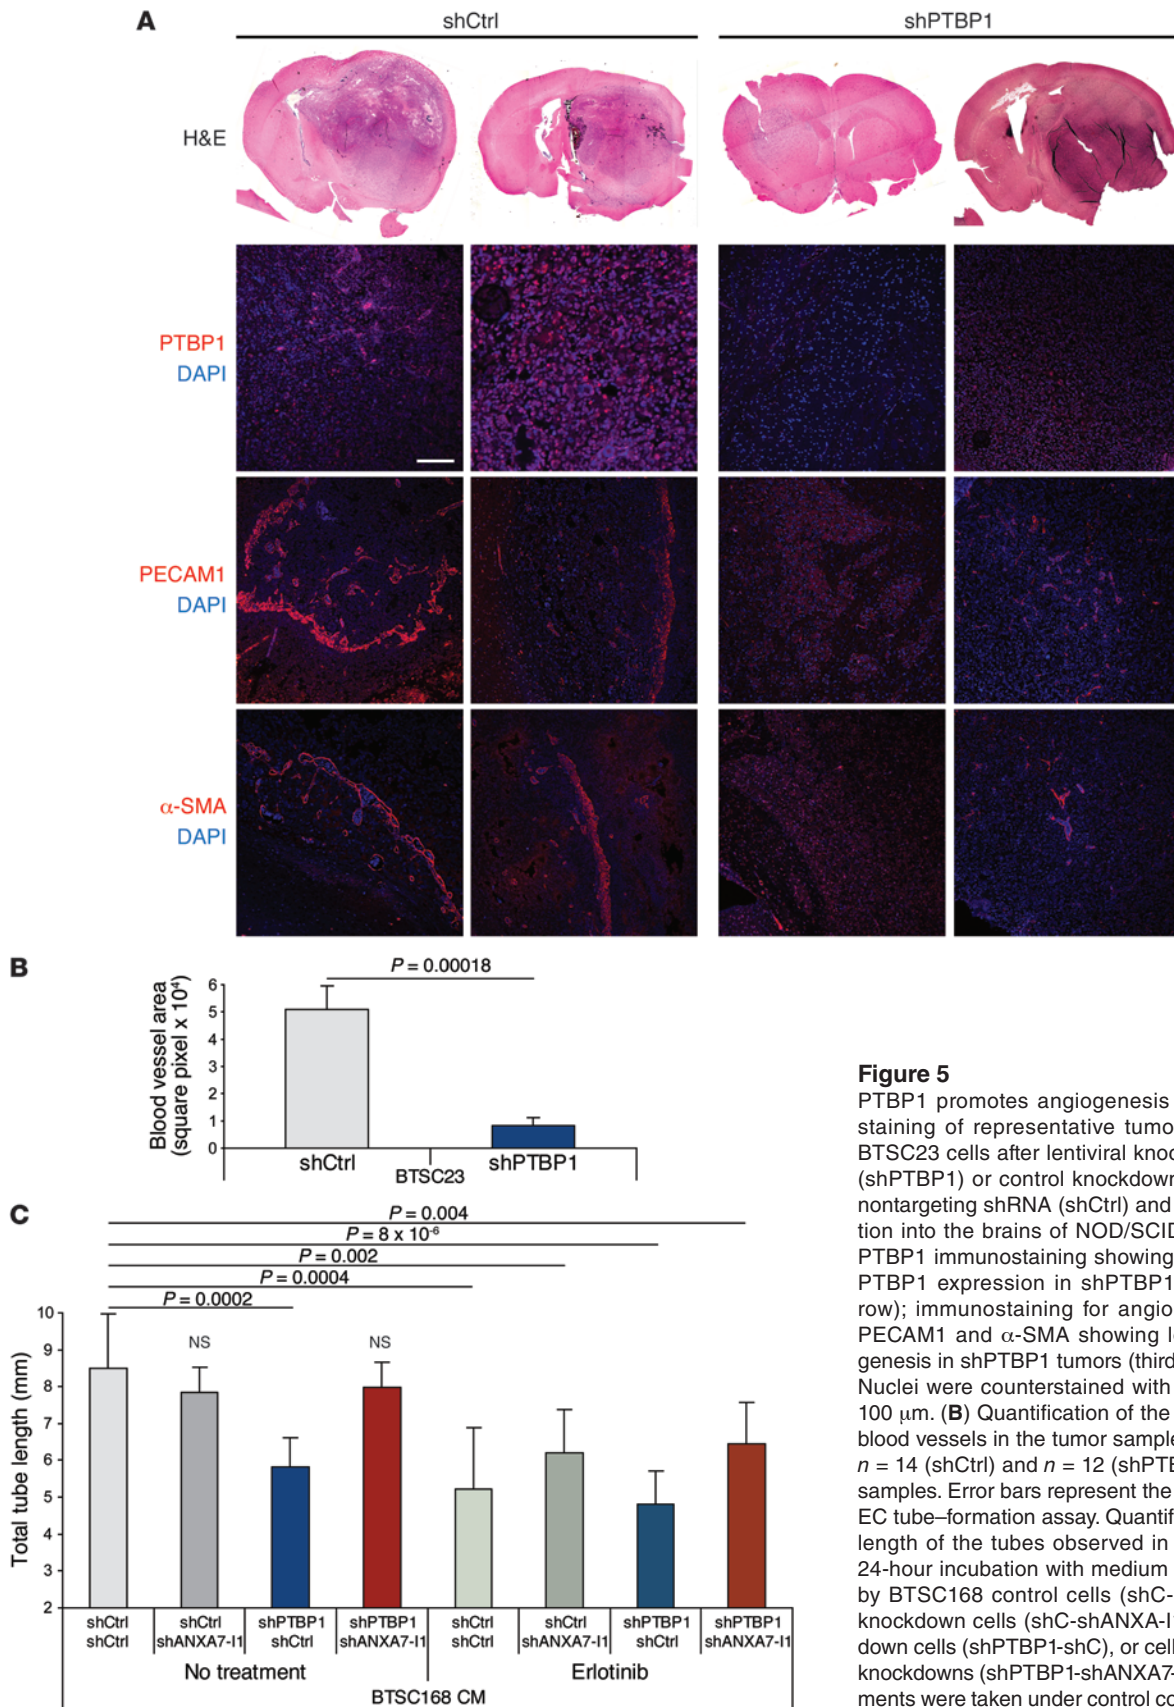 A
shCtrl
shPTBP1
H&E
PTBP1
DAPI
PECAM1
DAPI
α-SMA
DAPI
B
P = 0.00018
Blood vessel area
(square pixel x 10⁴)
6
5
4
3
2
1
0
shCtrl
shPTBP1
BTSC23
C
P = 0.004
P = 8 x 10⁻⁶
P = 0.002
P = 0.0004
P = 0.0002
NS
NS
Total tube length (mm)
10
9
8
7
6
5
4
3
2
shCtrl shCtrl shPTBP1 shPTBP1 shCtrl shCtrl shPTBP1 shPTBP1
shCtrl shANXA7-I1 shCtrl shANXA7-I1 shCtrl shANXA7-I1 shCtrl shANXA7-I1
No treatment
Erlotinib
BTSC168 CM
Figure 5
PTBP1 promotes angiogenesis
staining of representative tumo
BTSC23 cells after lentiviral knoc
(shPTBP1) or control knockdown
nontargeting shRNA (shCtrl) and
tion into the brains of NOD/SCID
PTBP1 immunostaining showing
PTBP1 expression in shPTBP1
row); immunostaining for angio
PECAM1 and α-SMA showing l
genesis in shPTBP1 tumors (third
Nuclei were counterstained with
100 μm. (B) Quantification of the
blood vessels in the tumor sample
n = 14 (shCtrl) and n = 12 (shPTB
samples. Error bars represent the
EC tube–formation assay. Quantif
length of the tubes observed in
24-hour incubation with medium
by BTSC168 control cells (shC-
knockdown cells (shC-shANXA-I
down cells (shPTBP1-shC), or cell
knockdowns (shPTBP1-shANXA7-
ments were taken under control co